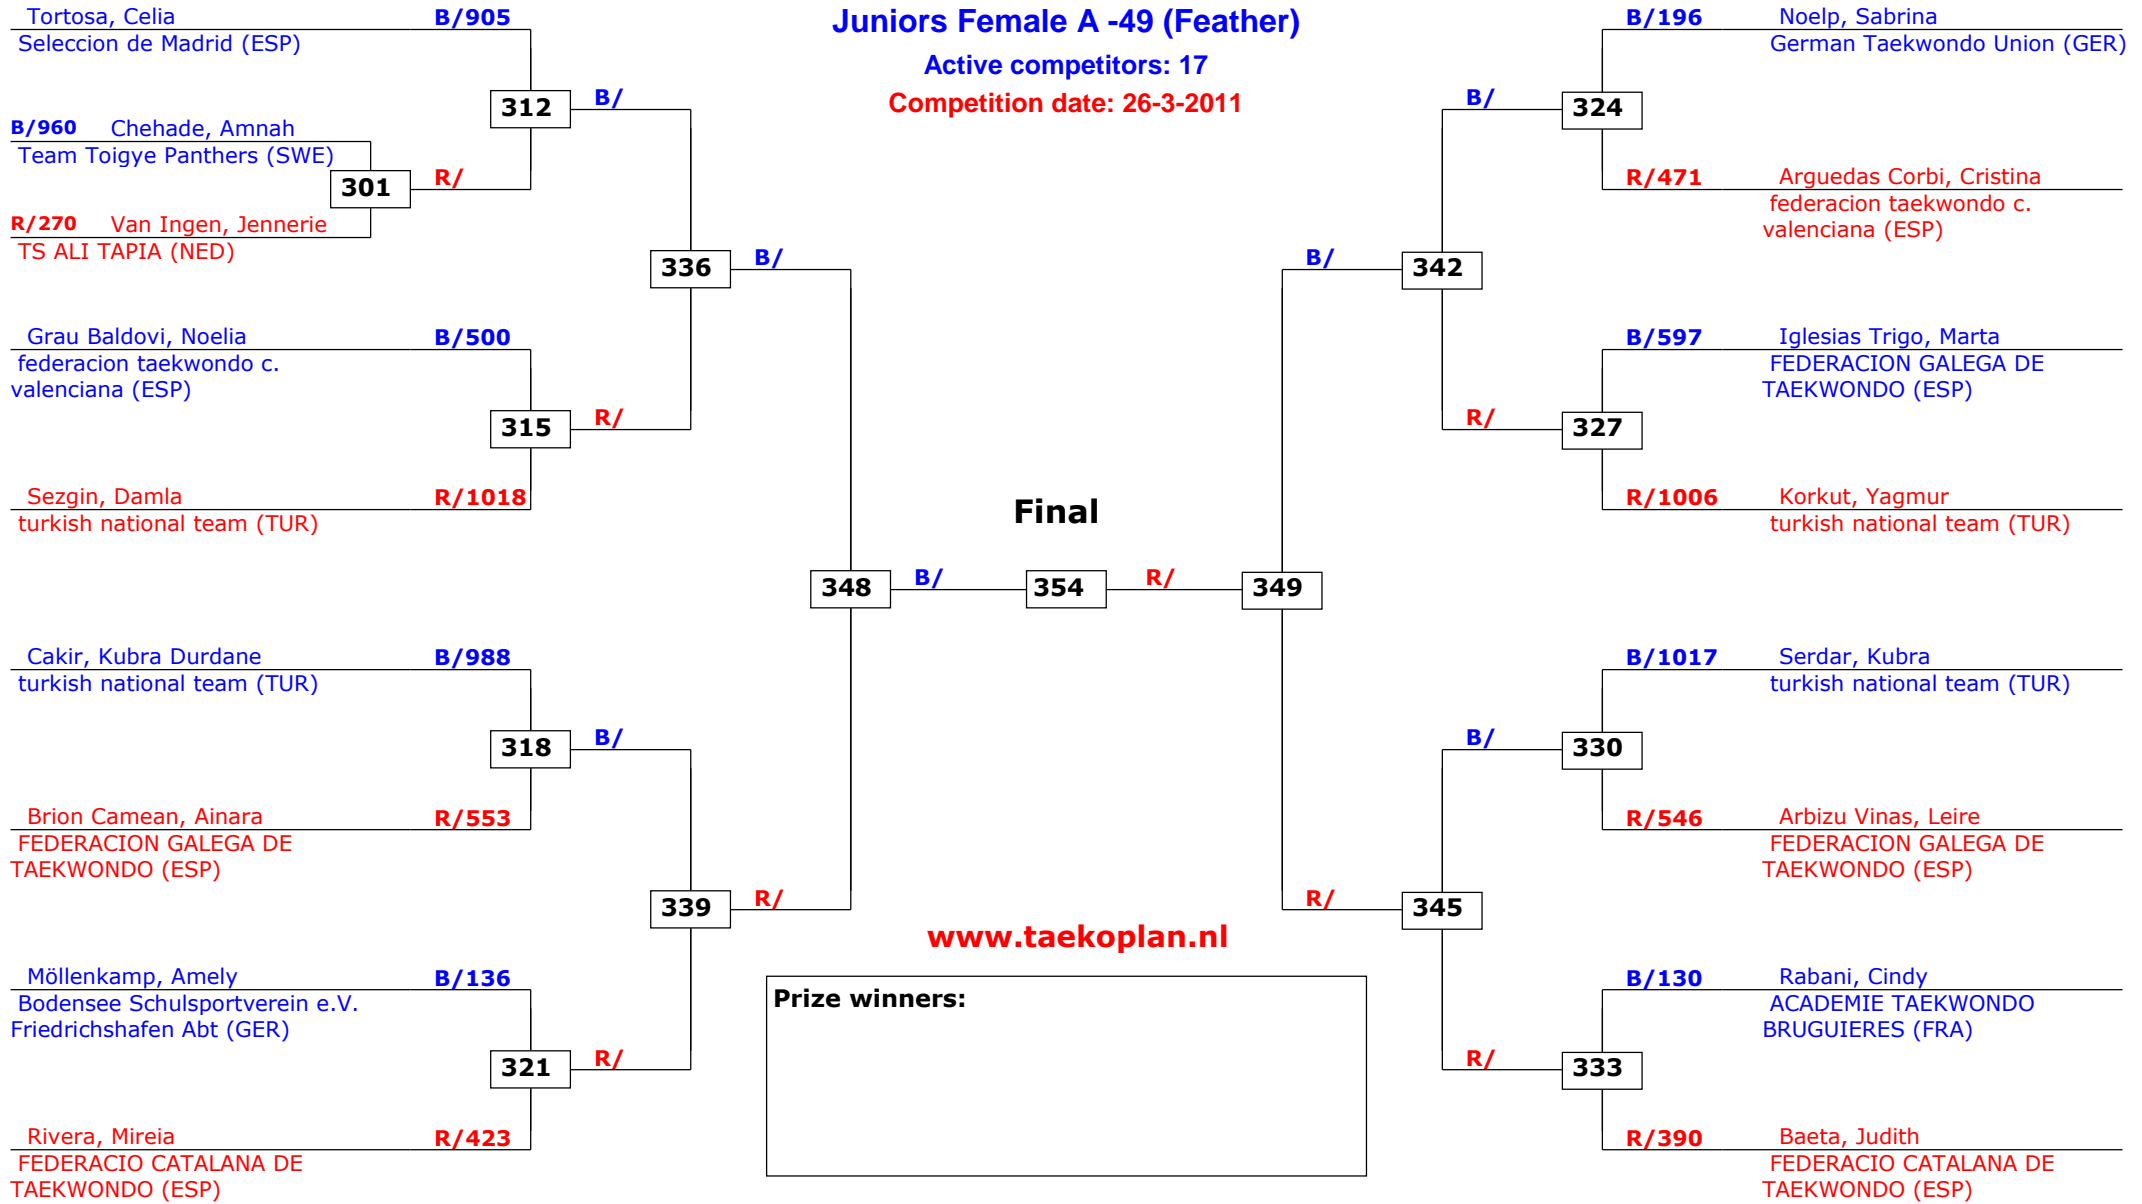 Juniors Female A -49 (Feather)
Active competitors: 17
Competition date: 26-3-2011
Tortosa, Celia B/905
Seleccion de Madrid (ESP)
312 B/
B/960 Chehade, Amnah
Team Toigye Panthers (SWE)
301 R/
R/270 Van Ingen, Jennerie
TS ALI TAPIA (NED)
336 B/
Grau Baldovi, Noelia B/500
federacion taekwondo c.
valenciana (ESP)
315 R/
Sezgin, Damla R/1018
turkish national team (TUR)
Final
348 B/ 354 R/ 349
Cakir, Kubra Durdane B/988
turkish national team (TUR)
318 B/
Brion Camean, Ainara R/553
FEDERACION GALEGA DE
TAEKWONDO (ESP)
339 R/
Möllenkamp, Amely B/136
Bodensee Schulsportverein e.V.
Friedrichshafen Abt (GER)
321 R/
Rivera, Mireia R/423
FEDERACIO CATALANA DE
TAEKWONDO (ESP)
B/196 Noelp, Sabrina
German Taekwondo Union (GER)
B/ 324
R/471 Arguedas Corbi, Cristina
federacion taekwondo c.
valenciana (ESP)
B/ 342
B/597 Iglesias Trigo, Marta
FEDERACION GALEGA DE
TAEKWONDO (ESP)
R/ 327
R/1006 Korkut, Yagmur
turkish national team (TUR)
B/1017 Serdar, Kubra
turkish national team (TUR)
B/ 330
R/546 Arbizu Vinas, Leire
FEDERACION GALEGA DE
TAEKWONDO (ESP)
R/ 345
B/130 Rabani, Cindy
ACADEMIE TAEKWONDO
BRUGUIERES (FRA)
R/ 333
R/390 Baeta, Judith
FEDERACIO CATALANA DE
TAEKWONDO (ESP)
www.taekoplan.nl
Prize winners: